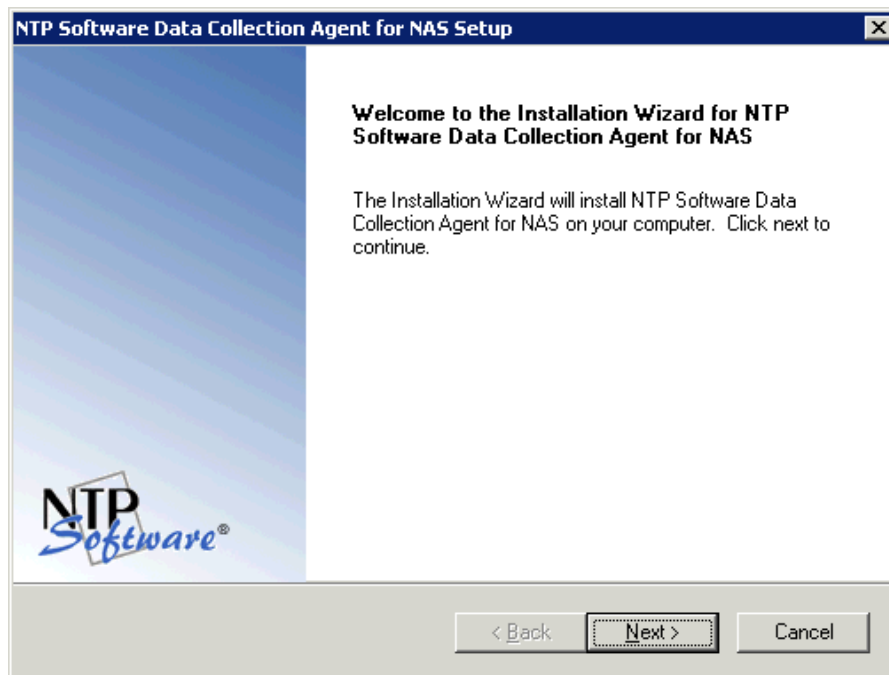 NTP Software Data Collection Agent for NAS Setup
Welcome to the Installation Wizard for NTP
Software Data Collection Agent for NAS
The Installation Wizard will install NTP Software Data
Collection Agent for NAS on your computer.  Click next to
continue.
NTP
Software®
< Back
Next >
Cancel